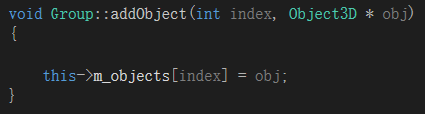 void Group::addObject(int index, Object3D * obj)
{
this->m_objects[index] = obj;
}